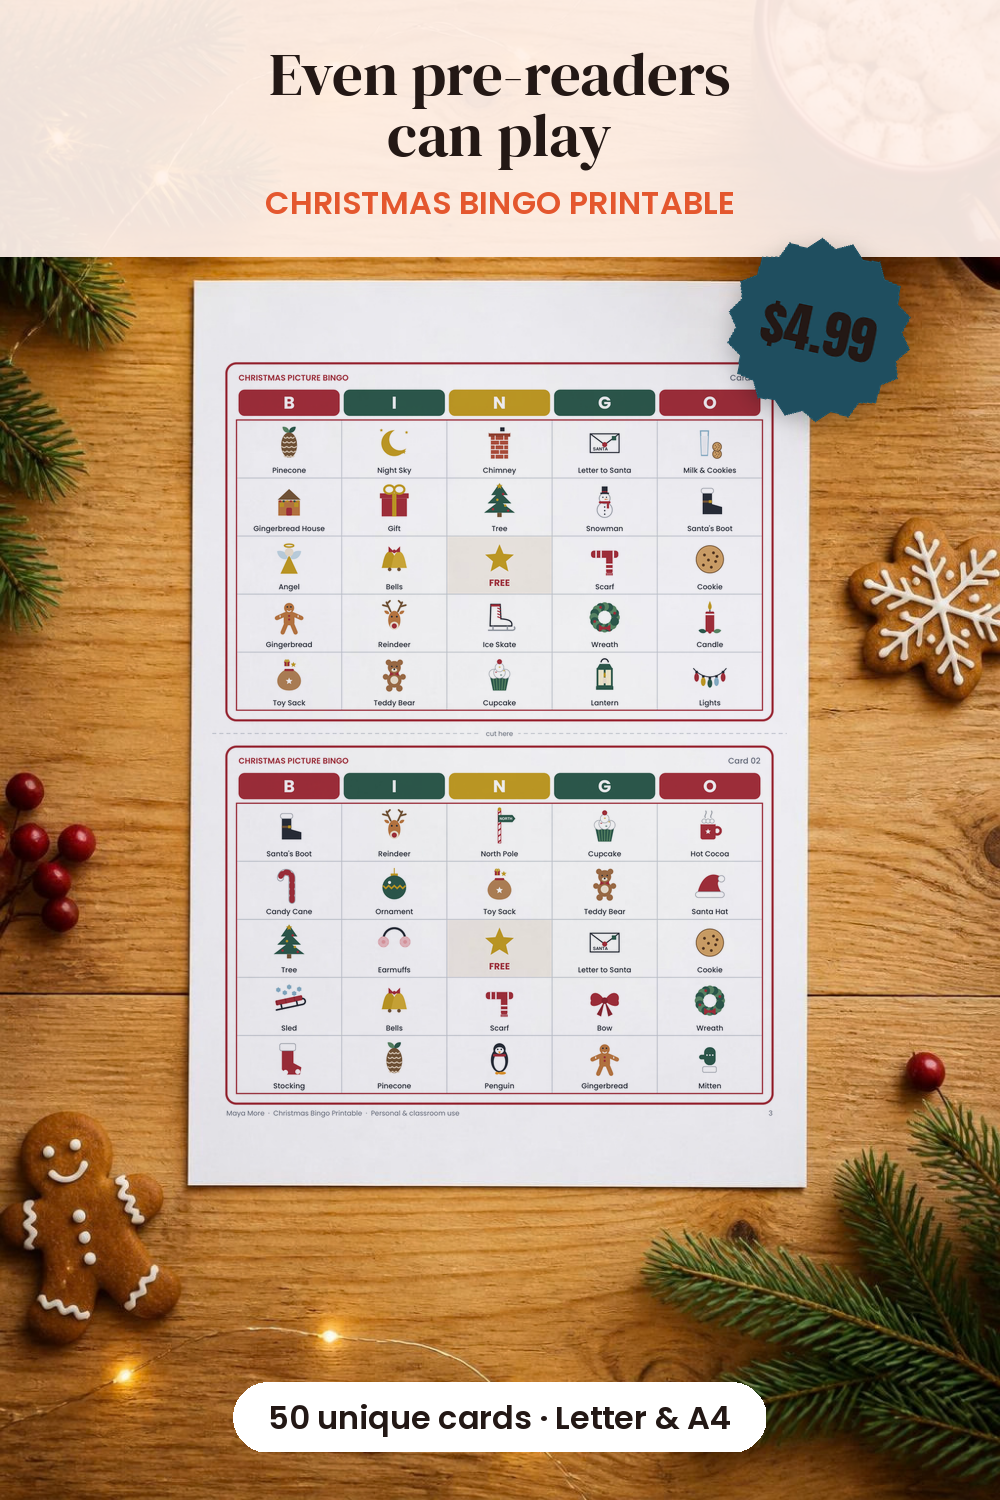 Even pre-readers
can play
CHRISTMAS BINGO PRINTABLE
$4.99
CHRISTMAS PICTURE BINGO
B I N G O
Pinecone Night Sky Chimney Letter to Santa Milk & Cookies
Gingerbread House Gift Tree Snowman Santa's Boot
Angel Bells FREE Scarf Cookie
Gingerbread Reindeer Ice Skate Wreath Candle
Toy Sack Teddy Bear Cupcake Lantern Lights
cut here
CHRISTMAS PICTURE BINGO Card 02
B I N G O
Santa's Boot Reindeer North Pole Cupcake Hot Cocoa
Candy Cane Ornament Toy Sack Teddy Bear Santa Hat
Tree Earmuffs FREE Letter to Santa Cookie
Sled Bells Scarf Bow Wreath
Stocking Pinecone Penguin Gingerbread Mitten
Maya More · Christmas Bingo Printable · Personal & classroom use 3
50 unique cards · Letter & A4